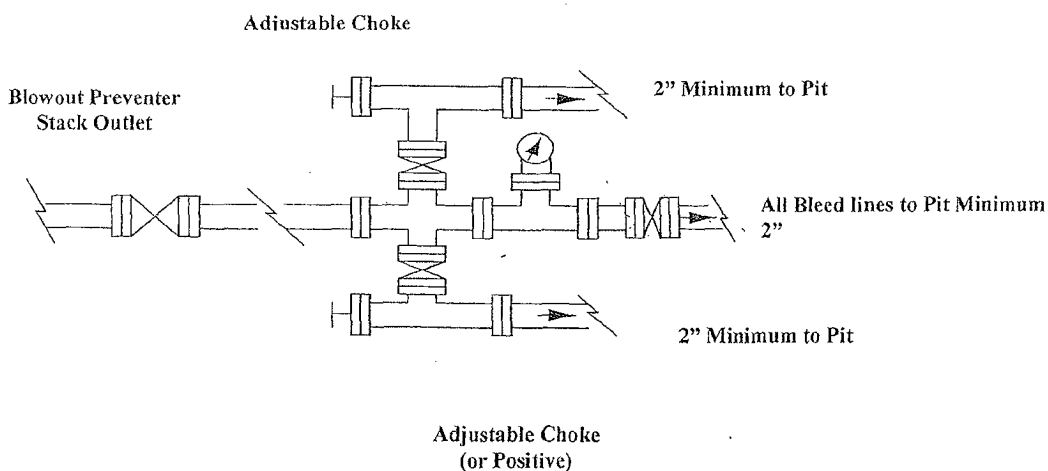 Adjustable Choke
Blowout Preventer
Stack Outlet
2” Minimum to Pit
All Bleed lines to Pit Minimum
2”
2” Minimum to Pit
Adjustable Choke
(or Positive)